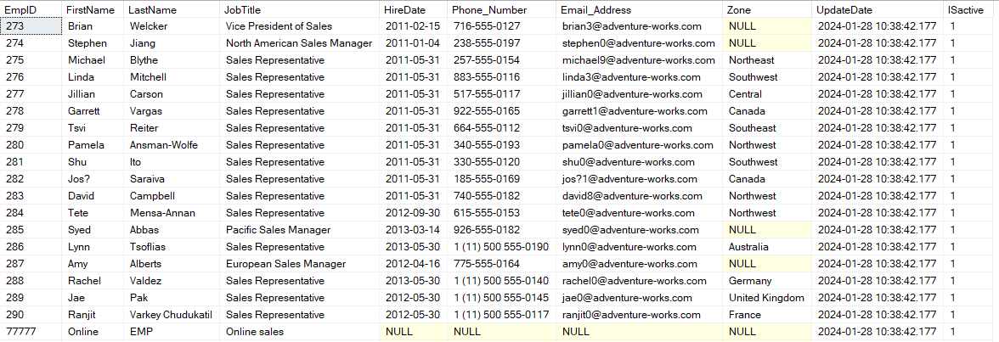 EmpID FirstName LastName JobTitle HireDate Phone_Number Email_Address Zone UpdateDate ISactive
273 Brian Welcker Vice President of Sales 2011-02-15 716-555-0127 brian3@adventure-works.com NULL 2024-01-28 10:38:42.177 1
274 Stephen Jiang North American Sales Manager 2011-01-04 238-555-0197 stephen0@adventure-works.com NULL 2024-01-28 10:38:42.177 1
275 Michael Blythe Sales Representative 2011-05-31 257-555-0154 michael9@adventure-works.com Northeast 2024-01-28 10:38:42.177 1
276 Linda Mitchell Sales Representative 2011-05-31 883-555-0116 linda3@adventure-works.com Southwest 2024-01-28 10:38:42.177 1
277 Jillian Carson Sales Representative 2011-05-31 517-555-0117 jillian0@adventure-works.com Central 2024-01-28 10:38:42.177 1
278 Garrett Vargas Sales Representative 2011-05-31 922-555-0165 garrett1@adventure-works.com Canada 2024-01-28 10:38:42.177 1
279 Tsvi Reiter Sales Representative 2011-05-31 664-555-0112 tsvi0@adventure-works.com Southeast 2024-01-28 10:38:42.177 1
280 Pamela Ansman-Wolfe Sales Representative 2011-05-31 340-555-0193 pamela0@adventure-works.com Northwest 2024-01-28 10:38:42.177 1
281 Shu Ito Sales Representative 2011-05-31 330-555-0120 shu0@adventure-works.com Southwest 2024-01-28 10:38:42.177 1
282 Jos? Saraiva Sales Representative 2011-05-31 185-555-0169 jos?1@adventure-works.com Canada 2024-01-28 10:38:42.177 1
283 David Campbell Sales Representative 2011-05-31 740-555-0182 david8@adventure-works.com Northwest 2024-01-28 10:38:42.177 1
284 Tete Mensa-Annan Sales Representative 2012-09-30 615-555-0153 tete0@adventure-works.com Northwest 2024-01-28 10:38:42.177 1
285 Syed Abbas Pacific Sales Manager 2013-03-14 926-555-0182 syed0@adventure-works.com NULL 2024-01-28 10:38:42.177 1
286 Lynn Tsoflias Sales Representative 2013-05-30 1 (11) 500 555-0190 lynn0@adventure-works.com Australia 2024-01-28 10:38:42.177 1
287 Amy Alberts European Sales Manager 2012-04-16 775-555-0164 amy0@adventure-works.com NULL 2024-01-28 10:38:42.177 1
288 Rachel Valdez Sales Representative 2013-05-30 1 (11) 500 555-0140 rachel0@adventure-works.com Germany 2024-01-28 10:38:42.177 1
289 Jae Pak Sales Representative 2012-05-30 1 (11) 500 555-0145 jae0@adventure-works.com United Kingdom 2024-01-28 10:38:42.177 1
290 Ranjit Varkey Chudukatil Sales Representative 2012-05-30 1 (11) 500 555-0117 ranjit0@adventure-works.com France 2024-01-28 10:38:42.177 1
77777 Online EMP Online sales NULL NULL NULL NULL 2024-01-28 10:38:42.177 1